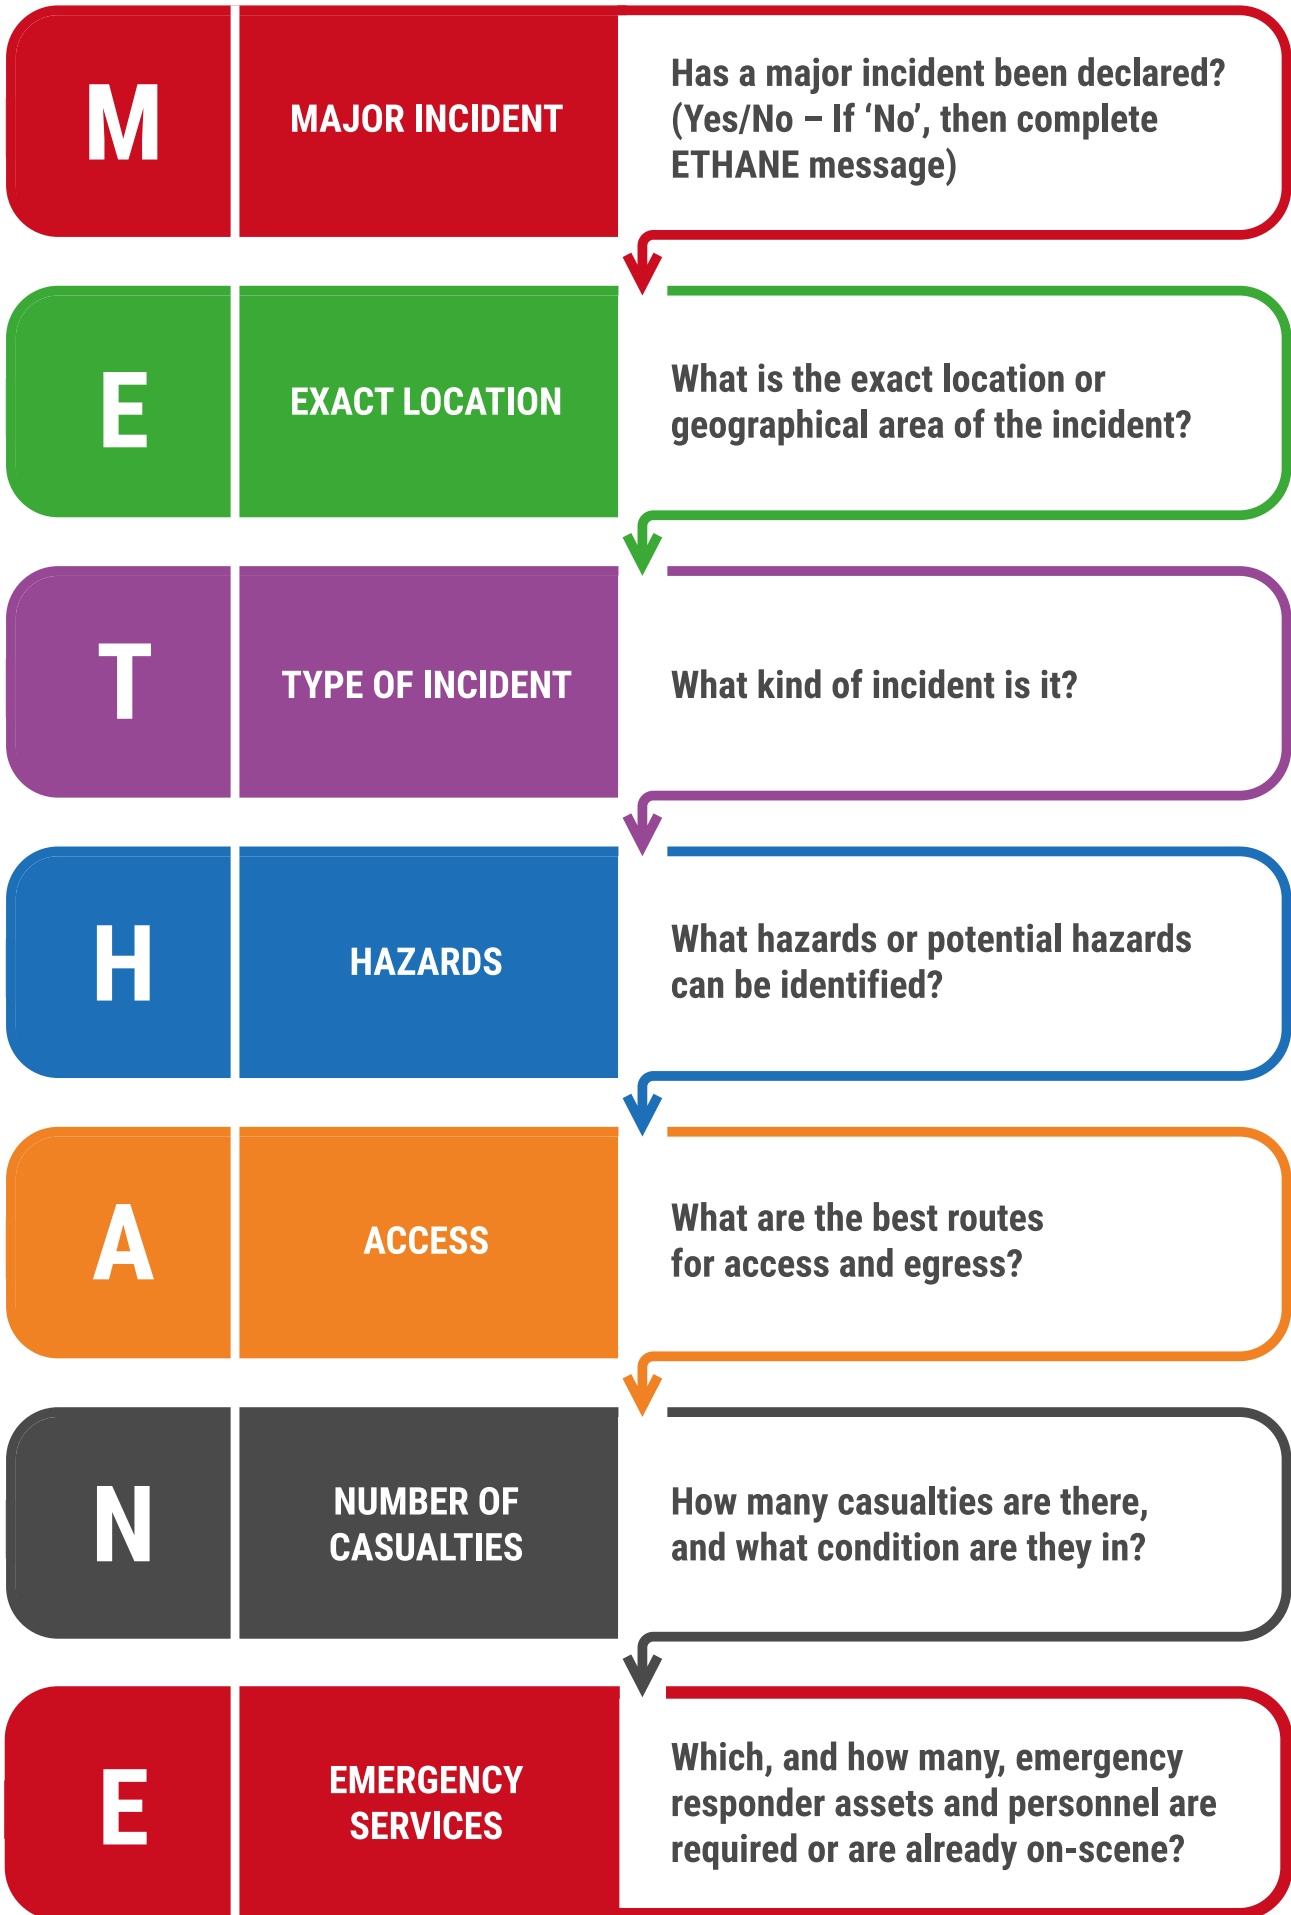 M
MAJOR INCIDENT
Has a major incident been declared?
(Yes/No – If ‘No’, then complete
ETHANE message)
E
EXACT LOCATION
What is the exact location or
geographical area of the incident?
T
TYPE OF INCIDENT
What kind of incident is it?
H
HAZARDS
What hazards or potential hazards
can be identified?
A
ACCESS
What are the best routes
for access and egress?
N
NUMBER OF
CASUALTIES
How many casualties are there,
and what condition are they in?
E
EMERGENCY
SERVICES
Which, and how many, emergency
responder assets and personnel are
required or are already on-scene?